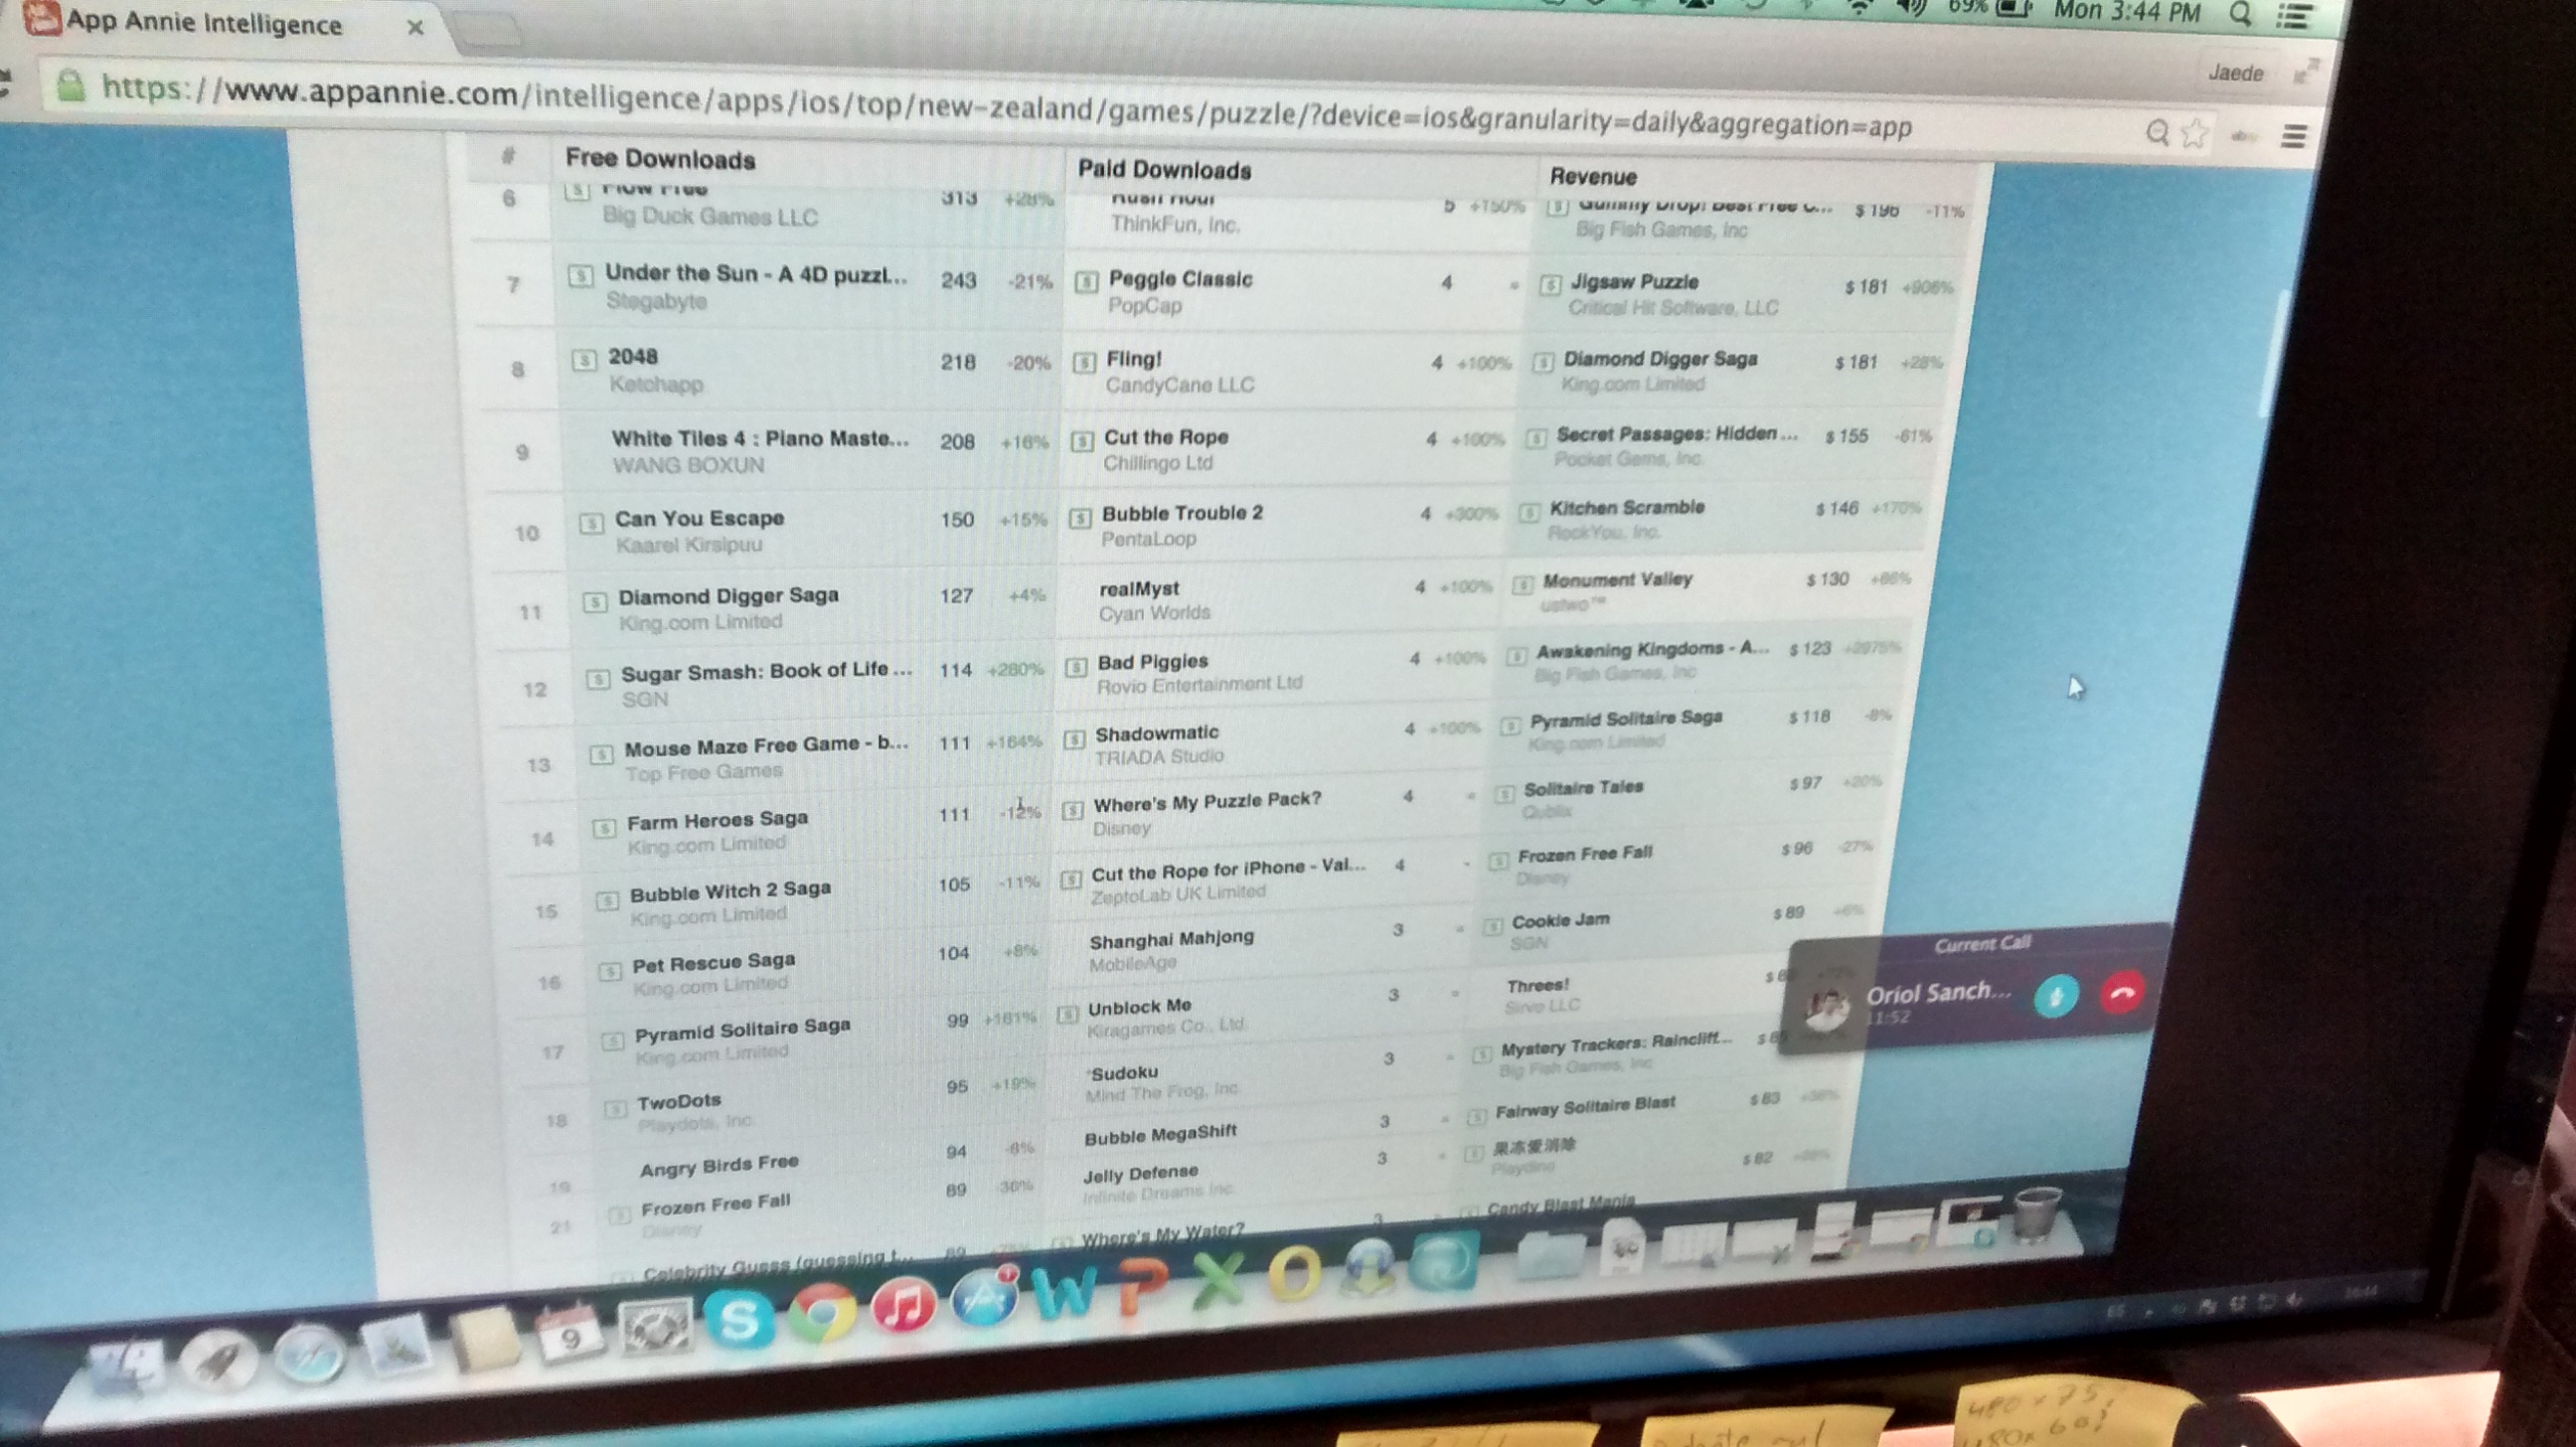 App Annie Intelligence
69% Mon 3:44 PM
Jaede
https://www.appannie.com/intelligence/apps/ios/top/new-zealand/games/puzzle/?device=ios&granularity=daily&aggregation=app
# Free Downloads Paid Downloads Revenue
6 Flow Free 313 +28% Rush Hour 5 +150% Gummy Drop! Best Free G... $ 196 -11%
Big Duck Games LLC ThinkFun, Inc. Big Fish Games, Inc
7 Under the Sun - A 4D puzzl... 243 -21% Peggle Classic 4 = Jigsaw Puzzle $ 181 +906%
Stegabyte PopCap Critical Hit Software, LLC
8 2048 218 -20% Fling! 4 +100% Diamond Digger Saga $ 181 +28%
Ketchapp CandyCane LLC King.com Limited
9 White Tiles 4 : Piano Maste... 208 +16% Cut the Rope 4 +100% Secret Passages: Hidden ... $ 155 -61%
WANG BOXUN Chillingo Ltd Pocket Gems, Inc.
10 Can You Escape 150 +15% Bubble Trouble 2 4 +300% Kitchen Scramble $ 146 +170%
Kaarel Kirsipuu PentaLoop RockYou, Inc.
11 Diamond Digger Saga 127 +4% realMyst 4 +100% Monument Valley $ 130 +66%
King.com Limited Cyan Worlds ustwo™
12 Sugar Smash: Book of Life ... 114 +280% Bad Piggies 4 +100% Awakening Kingdoms - A... $ 123 +2975%
SGN Rovio Entertainment Ltd Big Fish Games, Inc
13 Mouse Maze Free Game - b... 111 +164% Shadowmatic 4 +100% Pyramid Solitaire Saga $ 118 -8%
Top Free Games TRIADA Studio King.com Limited
14 Farm Heroes Saga 111 -12% Where's My Puzzle Pack? 4 = Solitaire Tales $ 97 +20%
King.com Limited Disney Qublix
15 Bubble Witch 2 Saga 105 -11% Cut the Rope for iPhone - Val... 4 - Frozen Free Fall $ 96 -27%
King.com Limited ZeptoLab UK Limited Disney
16 Pet Rescue Saga 104 +8% Shanghai Mahjong 3 = Cookie Jam $ 89
King.com Limited MobileAge SGN
17 Pyramid Solitaire Saga 99 +161% Unblock Me 3 = Threes!
King.com Limited Kiragames Co., Ltd. Sirvo LLC
18 TwoDots 95 +19% Sudoku 3 = Mystery Trackers: Raincliff...
Playdots, Inc. Mind The Frog, Inc Big Fish Games, Inc
19 Angry Birds Free 94 Bubble MegaShift 3 = Fairway Solitaire Blast $ 83
21 Frozen Free Fall 89 Jelly Defense 3 果冻爱消除 $ 82
Disney Infinite Dreams Inc.
Celebrity Guess (guessing t... 89 Where's My Water? 3 Candy Blast Mania
Current Call
Oriol Sanch...
11:52
9
ES
480 x 75
480x 60